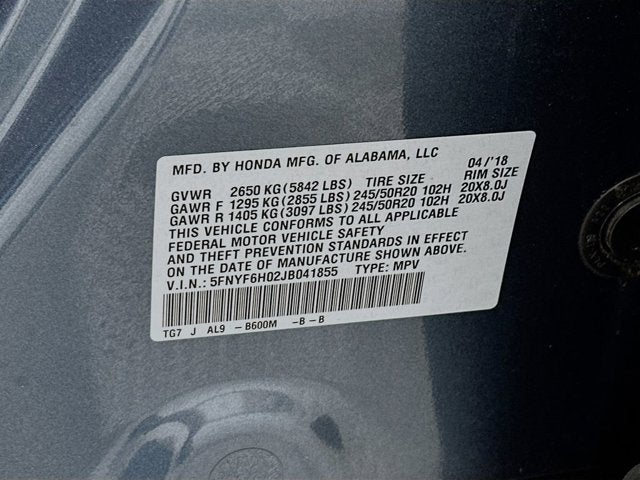 MFD. BY HONDA MFG. OF ALABAMA, LLC 04/'18
GVWR 2650 KG (5842 LBS) TIRE SIZE RIM SIZE
GAWR F 1295 KG (2855 LBS) 245/50R20 102H 20X8.0J
GAWR R 1405 KG (3097 LBS) 245/50R20 102H 20X8.0J
THIS VEHICLE CONFORMS TO ALL APPLICABLE
FEDERAL MOTOR VEHICLE SAFETY
AND THEFT PREVENTION STANDARDS IN EFFECT
ON THE DATE OF MANUFACTURE SHOWN ABOVE.
V.I.N.: 5FNYF6H02JB041855 TYPE: MPV
TG7 J AL9 -B600M -B-B